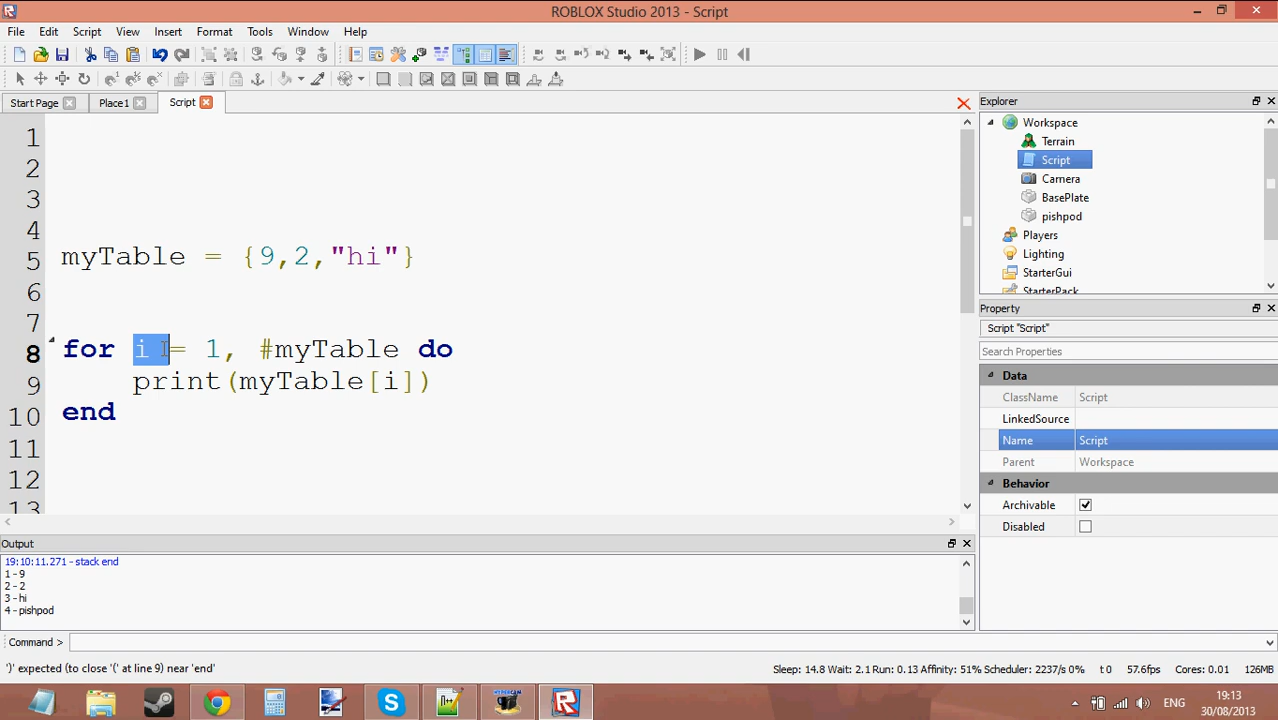 ROBLOX Studio 2013 - Script
File Edit Script View Insert Format Tools Window Help
Start Page Place1 Script
1
2
3
4
5 myTable = {9,2,"hi"}
6
7
8 for i = 1, #myTable do
9 print(myTable[i])
10 end
11
12
13
Explorer
Workspace
Terrain
Script
Camera
BasePlate
pishpod
Players
Lighting
StarterGui
StarterPack
Property
Script "Script"
Search Properties
Data
ClassName Script
LinkedSource
Name Script
Parent Workspace
Behavior
Archivable
Disabled
Output
19:10:11.271 - stack end
1 - 9
2 - 2
3 - hi
4 - pishpod
Command >
')' expected (to close '(' at line 9) near 'end'
Sleep: 14.8 Wait: 2.1 Run: 0.13 Affinity: 51% Scheduler: 2237/s 0% t 0 57.6fps Cores: 0.01 126MB
ENG
19:13
30/08/2013